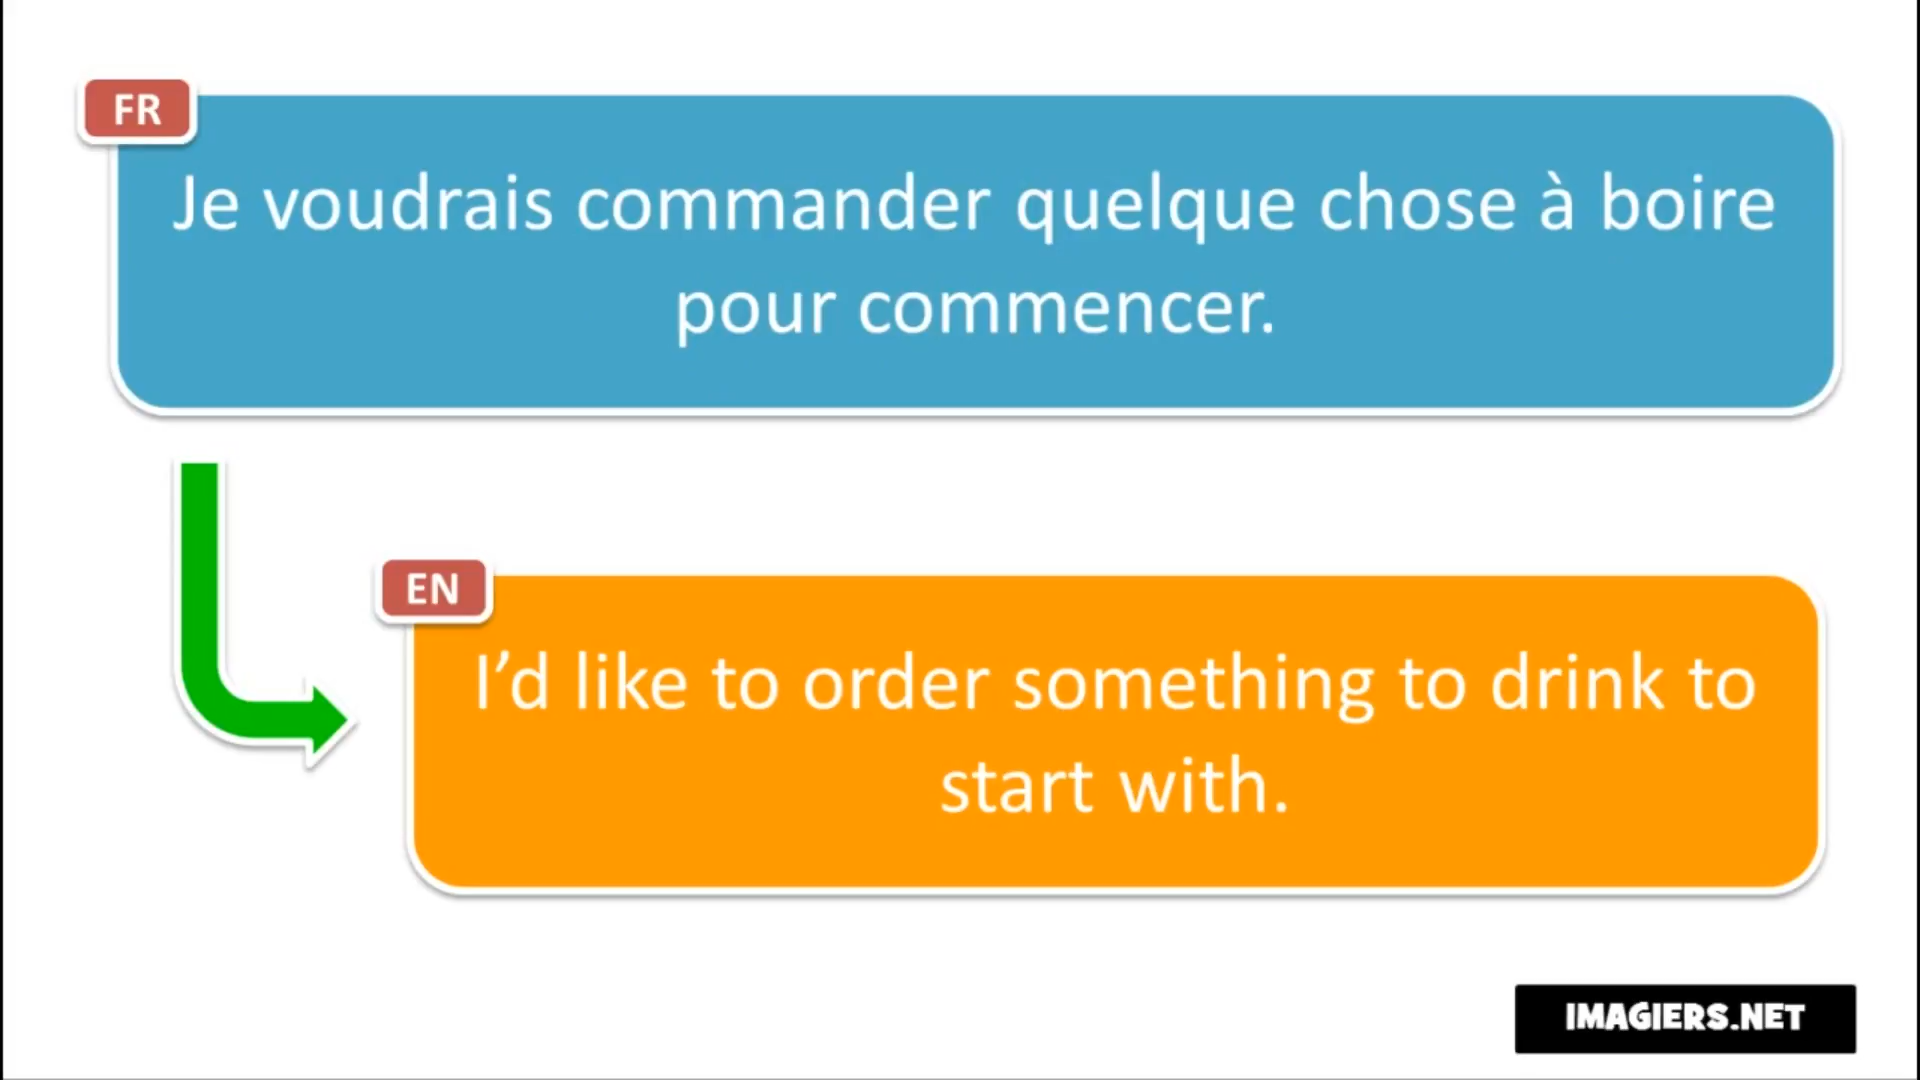 FR
Je voudrais commander quelque chose à boire
pour commencer.
EN
I’d like to order something to drink to
start with.
IMAGIERS.NET